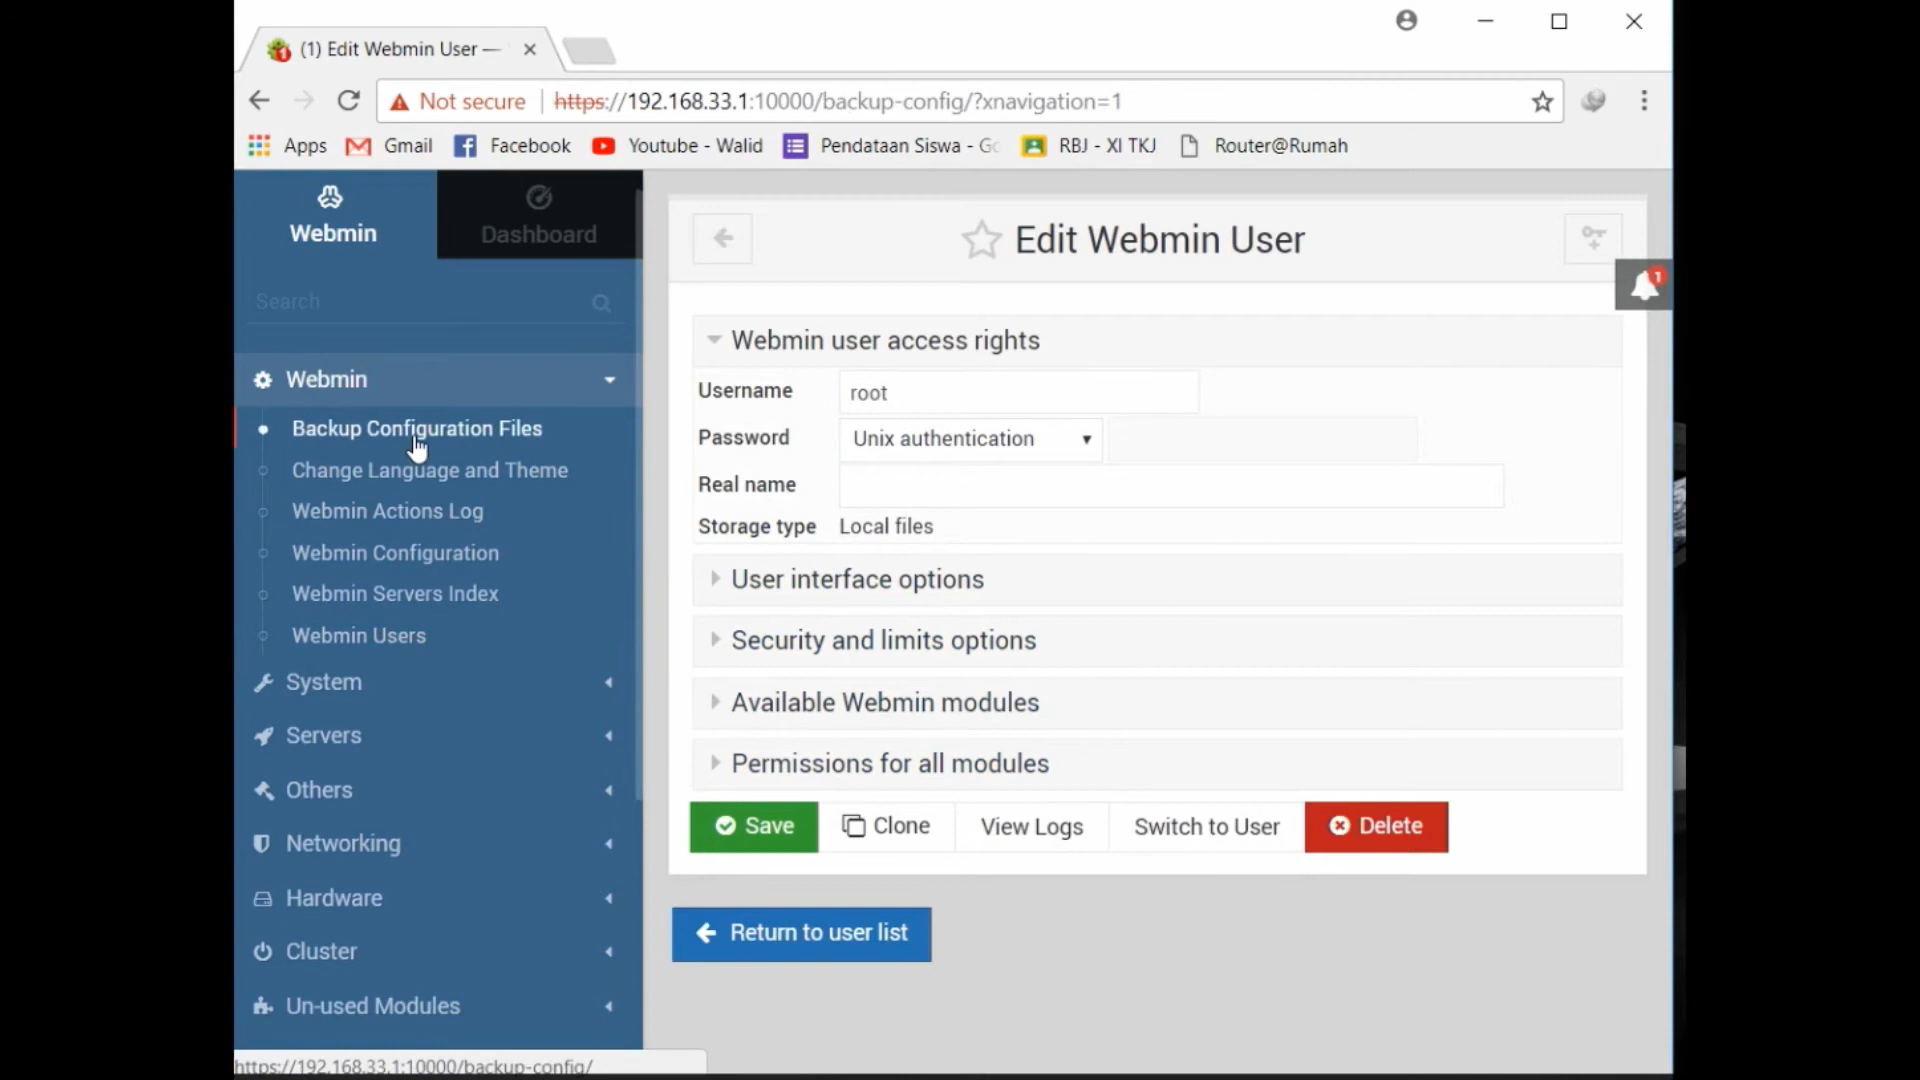 (1) Edit Webmin User —
Not secure | https://192.168.33.1:10000/backup-config/?xnavigation=1
Apps Gmail Facebook Youtube - Walid Pendataan Siswa - Go RBJ - XI TKJ Router@Rumah
Webmin Dashboard
Search
Webmin
Backup Configuration Files
Change Language and Theme
Webmin Actions Log
Webmin Configuration
Webmin Servers Index
Webmin Users
System
Servers
Others
Networking
Hardware
Cluster
Un-used Modules
https://192.168.33.1:10000/backup-config/
Edit Webmin User
1
Webmin user access rights
Username root
Password Unix authentication
Real name
Storage type Local files
User interface options
Security and limits options
Available Webmin modules
Permissions for all modules
Save Clone View Logs Switch to User Delete
Return to user list